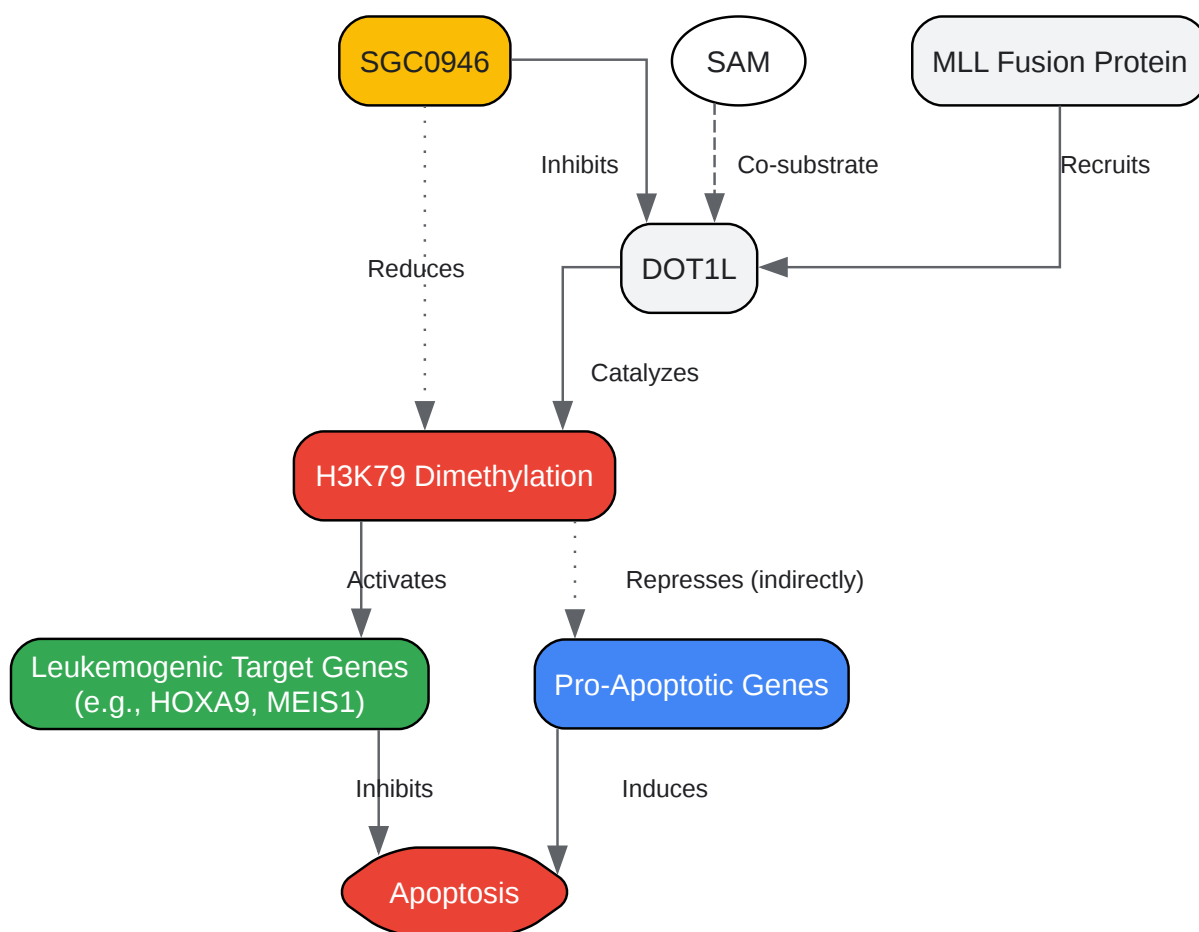 SGC0946
SAM
MLL Fusion Protein
Inhibits
Co-substrate
Recruits
Reduces
DOT1L
Catalyzes
H3K79 Dimethylation
Activates
Represses (indirectly)
Leukemogenic Target Genes
(e.g., HOXA9, MEIS1)
Pro-Apoptotic Genes
Inhibits
Induces
Apoptosis